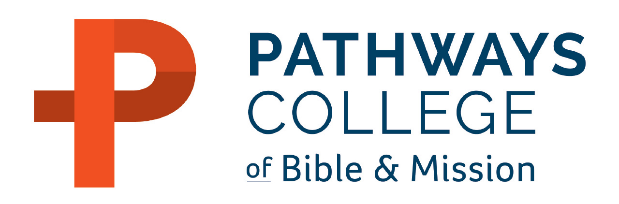 PATHWAYS
COLLEGE
of Bible & Mission